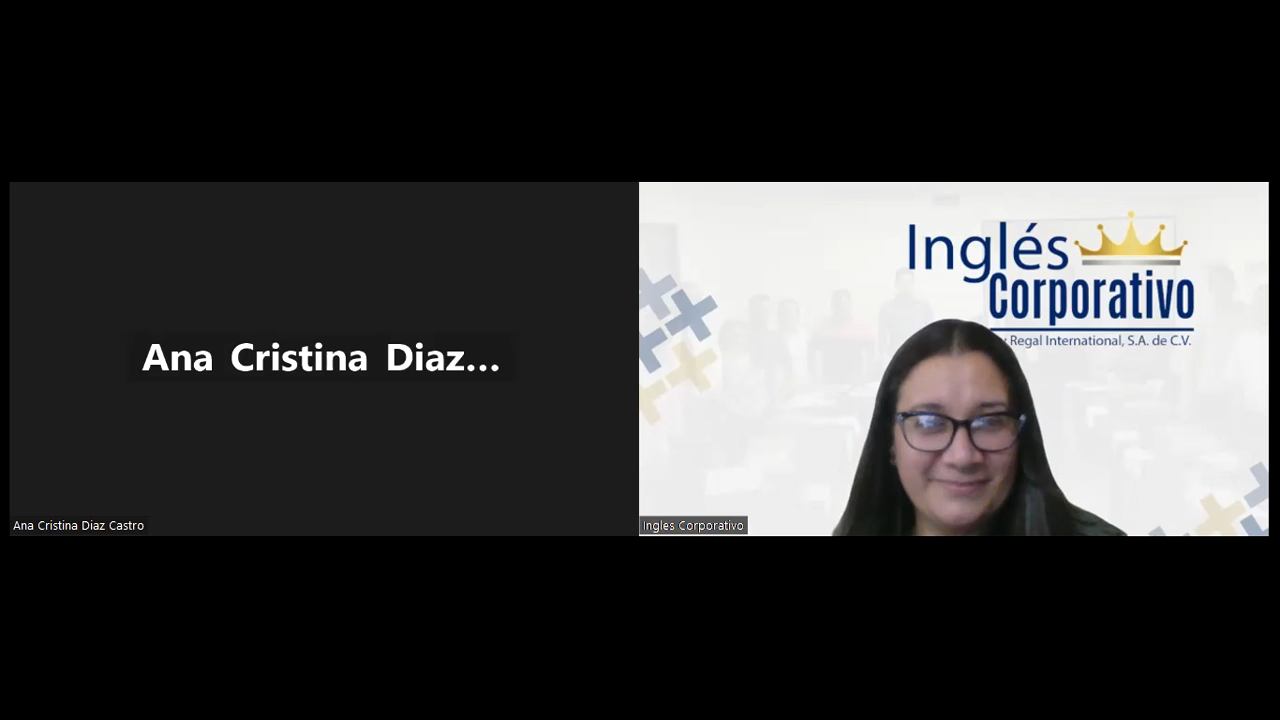 Ana Cristina Diaz...
Ana Cristina Diaz Castro
Inglés
Corporativo
Regal International, S.A. de C.V.
Ingles Corporativo